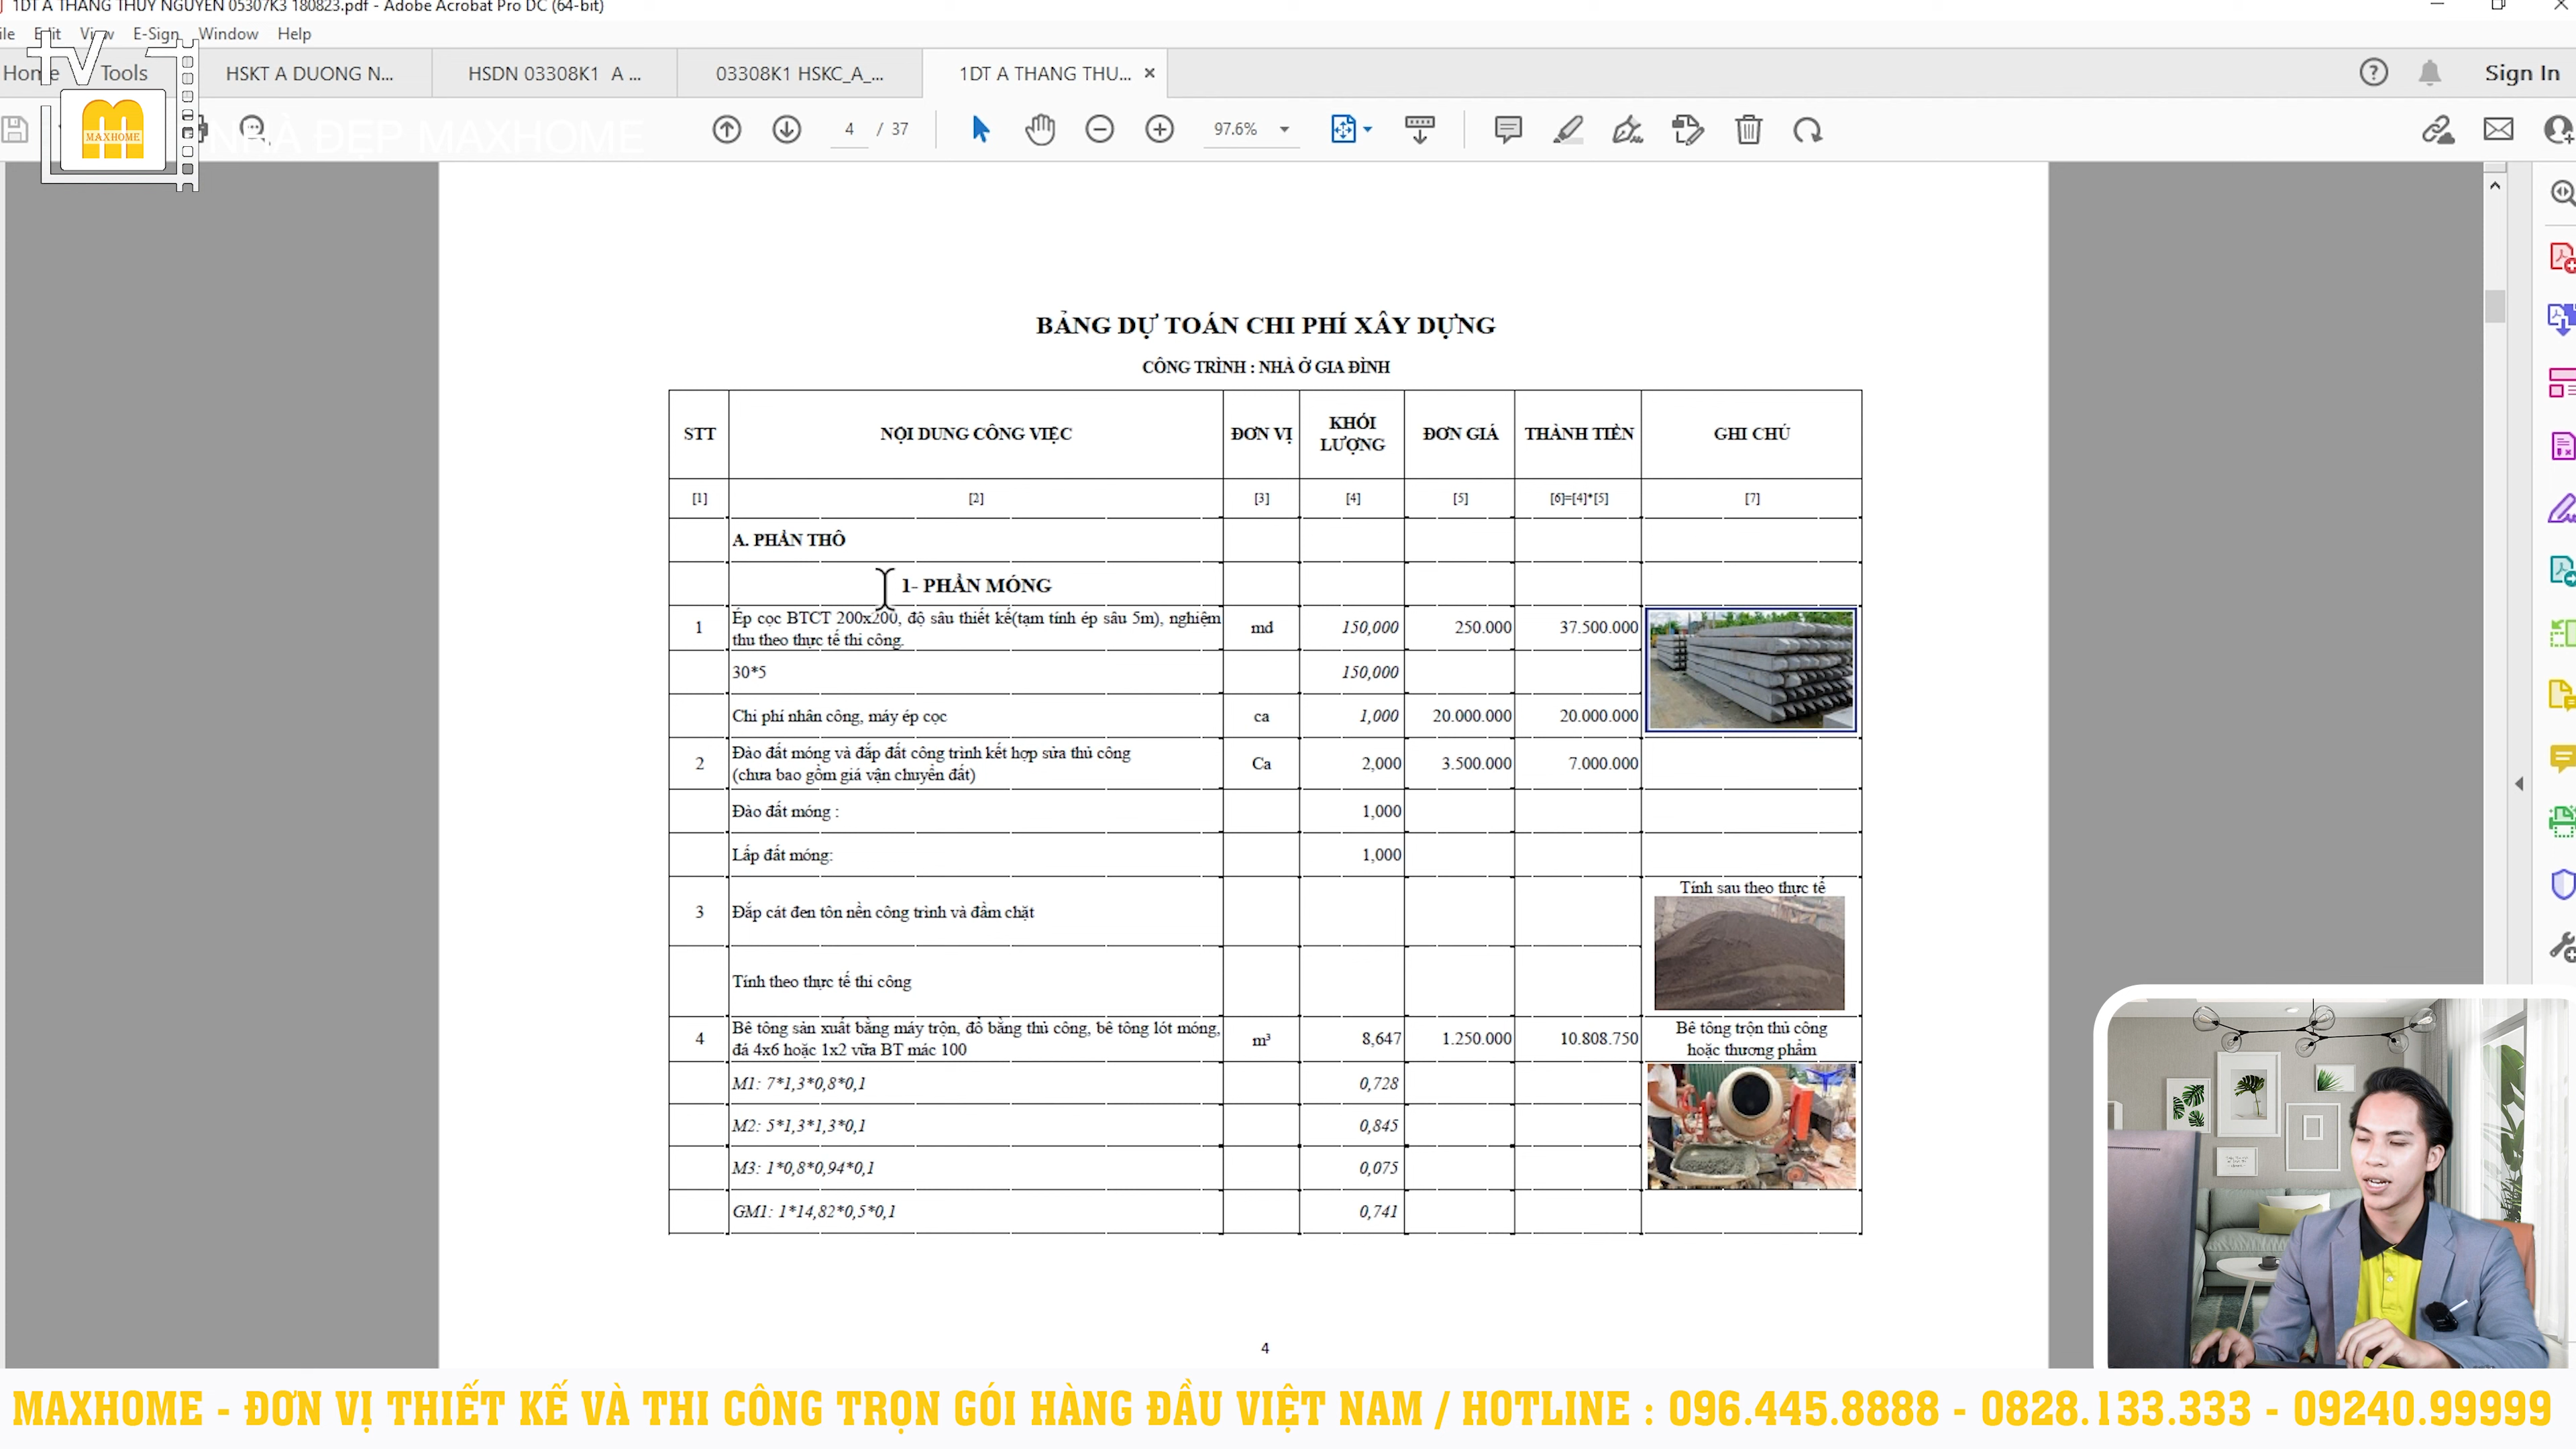 1DT A THANG THUY NGUYEN 05307K3 180823.pdf - Adobe Acrobat Pro DC (64-bit)
Edit View E-Sign Window Help
Home Tools HSKT A DUONG N... HSDN 03308K1 A ... 03308K1 HSKC_A_... 1DT A THANG THU... Sign In
TV
MAXHOME
NHÀ ĐẸP MAXHOME
4 / 37 97.6%
BẢNG DỰ TOÁN CHI PHÍ XÂY DỰNG
CÔNG TRÌNH : NHÀ Ở GIA ĐÌNH
STT NỘI DUNG CÔNG VIỆC ĐƠN VỊ KHỐI LƯỢNG ĐƠN GIÁ THÀNH TIỀN GHI CHÚ
[1] [2] [3] [4] [5] [6]=[4]*[5] [7]
A. PHẦN THÔ
1- PHẦN MÓNG
1 Ép cọc BTCT 200x200, độ sâu thiết kế(tạm tính ép sâu 5m), nghiệm thu theo thực tế thi công. md 150,000 250.000 37.500.000
30*5 150,000
Chi phí nhân công, máy ép cọc ca 1,000 20.000.000 20.000.000
2 Đào đất móng và đắp đất công trình kết hợp sửa thủ công (chưa bao gồm giá vận chuyển đất) Ca 2,000 3.500.000 7.000.000
Đào đất móng : 1,000
Lấp đất móng: 1,000
3 Đắp cát đen tôn nền công trình và đầm chặt Tính sau theo thực tế
Tính theo thực tế thi công
4 Bê tông sản xuất bằng máy trộn, đổ bằng thủ công, bê tông lót móng, đá 4x6 hoặc 1x2 vữa BT mác 100 m³ 8,647 1.250.000 10.808.750 Bê tông trộn thủ công hoặc thương phẩm
M1: 7*1,3*0,8*0,1 0,728
M2: 5*1,3*1,3*0,1 0,845
M3: 1*0,8*0,94*0,1 0,075
GM1: 1*14,82*0,5*0,1 0,741
4
MAXHOME - ĐƠN VỊ THIẾT KẾ VÀ THI CÔNG TRỌN GÓI HÀNG ĐẦU VIỆT NAM / HOTLINE : 096.445.8888 - 0828.133.333 - 09240.99999